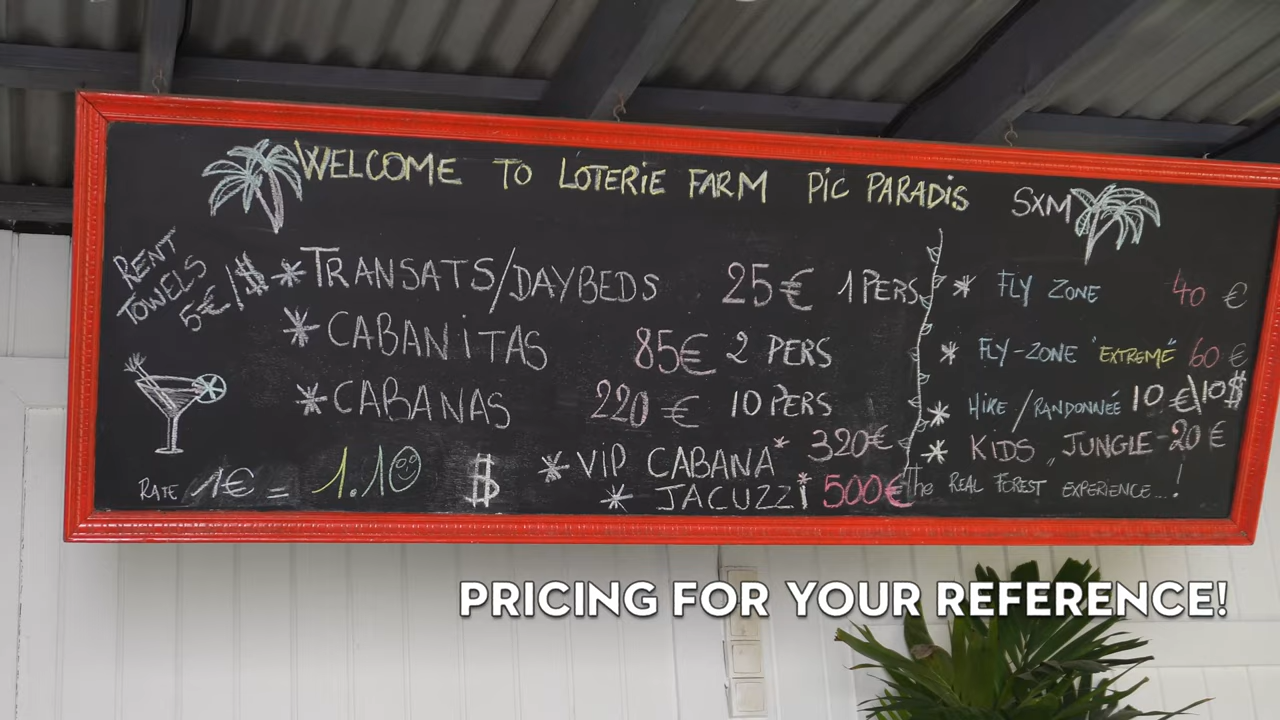 WELCOME TO LOTERIE FARM PIC PARADIS SXM
RENT
TOWELS
5€/$
* TRANSATS/DAYBEDS 25€ 1 PERS
* CABANITAS 85€ 2 PERS
* CABANAS 220€ 10 PERS
* VIP CABANA* 320€
* JACUZZI 500€
RATE 1€ = 1.10 $
* FLY ZONE 40 €
* FLY-ZONE "EXTREME" 60 €
* HIKE / RANDONNÉE 10 €\10$
* KIDS JUNGLE - 20 €
The REAL FOREST EXPERIENCE...!
PRICING FOR YOUR REFERENCE!